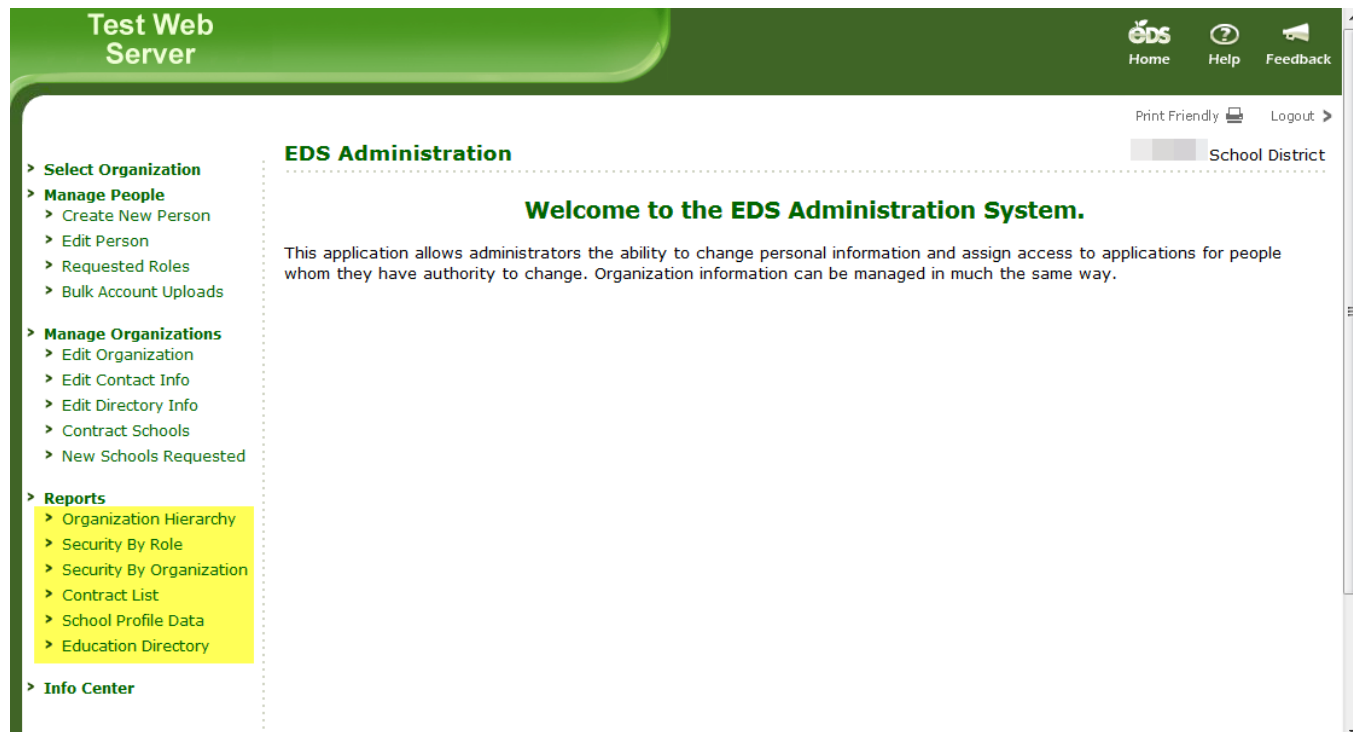 Test Web
Server
ëDS
Home
Help
Feedback
Print Friendly
Logout
School District
Select Organization
Manage People
Create New Person
Edit Person
Requested Roles
Bulk Account Uploads
Manage Organizations
Edit Organization
Edit Contact Info
Edit Directory Info
Contract Schools
New Schools Requested
Reports
Organization Hierarchy
Security By Role
Security By Organization
Contract List
School Profile Data
Education Directory
Info Center
EDS Administration
Welcome to the EDS Administration System.
This application allows administrators the ability to change personal information and assign access to applications for people
whom they have authority to change. Organization information can be managed in much the same way.